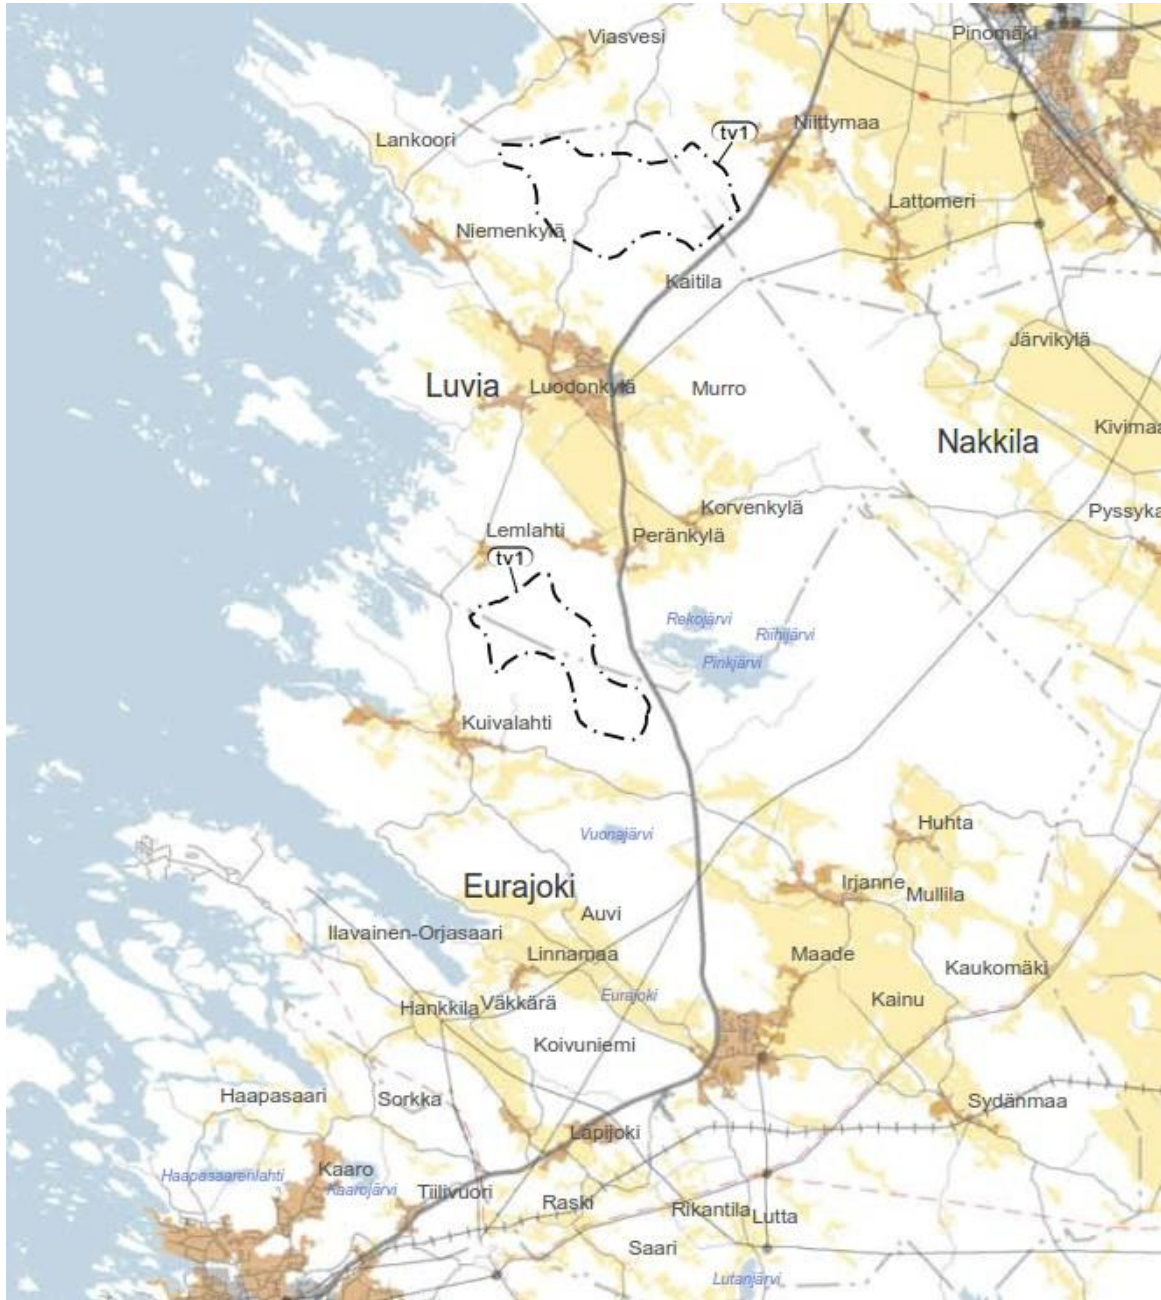 Viasvesi
Pinomäki
Lankoori
tv1
Niittymaa
Lattomeri
Niemenkylä
Kaitila
Järvikylä
Luvia
Luodonkylä
Murro
Kivimaa
Nakkila
Korvenkylä
Pyssyka
Lemlahti
Peränkylä
tv1
Rekojärvi
Riihijärvi
Pinkjärvi
Kuivalahti
Vuonajärvi
Huhta
Eurajoki
Irjanne
Mullila
Auvi
Ilavainen-Orjasaari
Linnamaa
Maade
Kaukomäki
Hankkila
Väkkärä
Eurajoki
Kainu
Koivuniemi
Haapasaari
Sorkka
Sydänmaa
Lapijoki
Haapasaarenlahti
Kaaro
Kaarojärvi
Tiilivuori
Raski
Rikantila
Lutta
Saari
Lutanjärvi